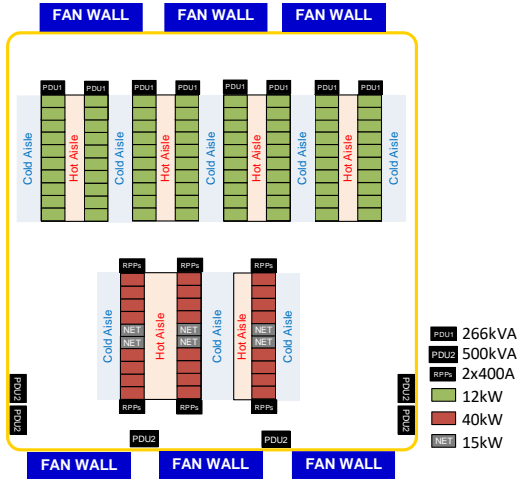 FAN WALL FAN WALL FAN WALL
PDU1 PDU1 PDU1 PDU1 PDU1 PDU1 PDU1 PDU1
Cold Aisle Hot Aisle Cold Aisle Hot Aisle Cold Aisle Hot Aisle Cold Aisle Hot Aisle Cold Aisle
RPPs RPPs RPPs
Cold Aisle Hot Aisle Cold Aisle Hot Aisle Cold Aisle
NET NET NET
NET NET NET
RPPs RPPs RPPs
PDU2 PDU2
PDU2 PDU2
PDU2 PDU2
FAN WALL FAN WALL FAN WALL
PDU1 266kVA
PDU2 500kVA
RPPs 2x400A
12kW
40kW
NET 15kW